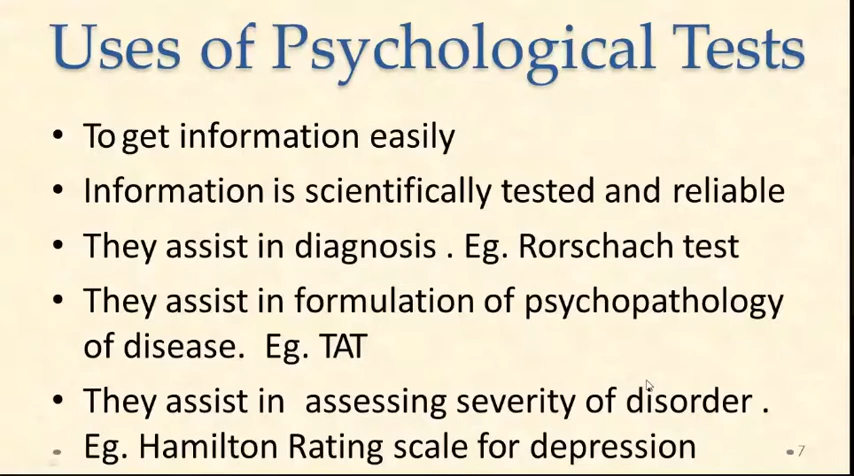 Uses of Psychological Tests
• To get information easily
• Information is scientifically tested and reliable
• They assist in diagnosis . Eg. Rorschach test
• They assist in formulation of psychopathology
of disease. Eg. TAT
• They assist in assessing severity of disorder .
Eg. Hamilton Rating scale for depression
• 7